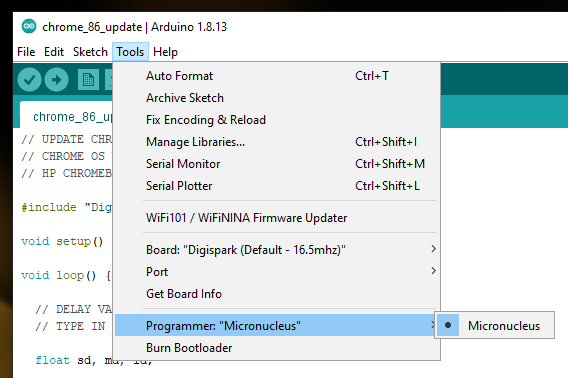 chrome_86_update | Arduino 1.8.13
File Edit Sketch Tools Help
chrome_86_up
// UPDATE CHR
// CHROME OS
// HP CHROMEB
#include "Dig
void setup()
void loop() {
// DELAY VA
// TYPE IN
float sd, md, ld,
Auto Format Ctrl+T
Archive Sketch
Fix Encoding & Reload
Manage Libraries... Ctrl+Shift+I
Serial Monitor Ctrl+Shift+M
Serial Plotter Ctrl+Shift+L
WiFi101 / WiFiNINA Firmware Updater
Board: "Digispark (Default - 16.5mhz)"
Port
Get Board Info
Programmer: "Micronucleus"
Burn Bootloader
Micronucleus